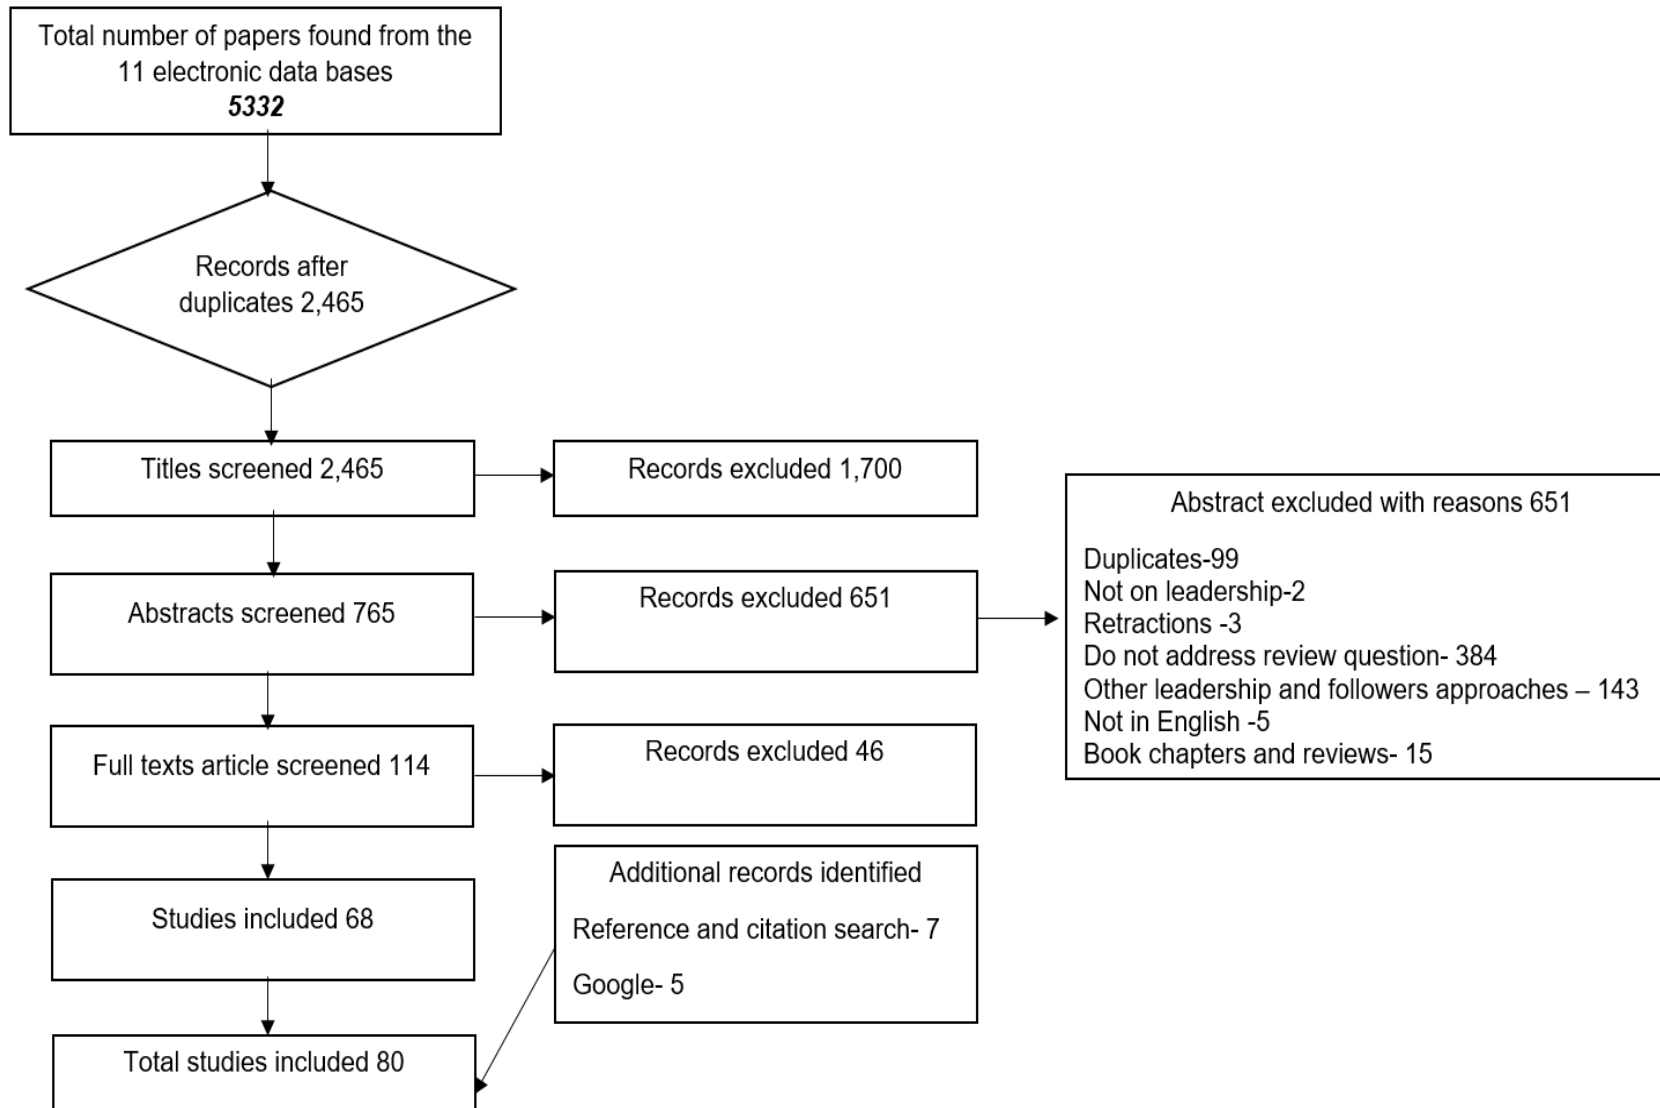 Total number of papers found from the
11 electronic data bases
5332
Records after
duplicates 2,465
Titles screened 2,465
Records excluded 1,700
Abstracts screened 765
Records excluded 651
Abstract excluded with reasons 651
Duplicates-99
Not on leadership-2
Retractions -3
Do not address review question- 384
Other leadership and followers approaches – 143
Not in English -5
Book chapters and reviews- 15
Full texts article screened 114
Records excluded 46
Studies included 68
Additional records identified
Reference and citation search- 7
Google- 5
Total studies included 80